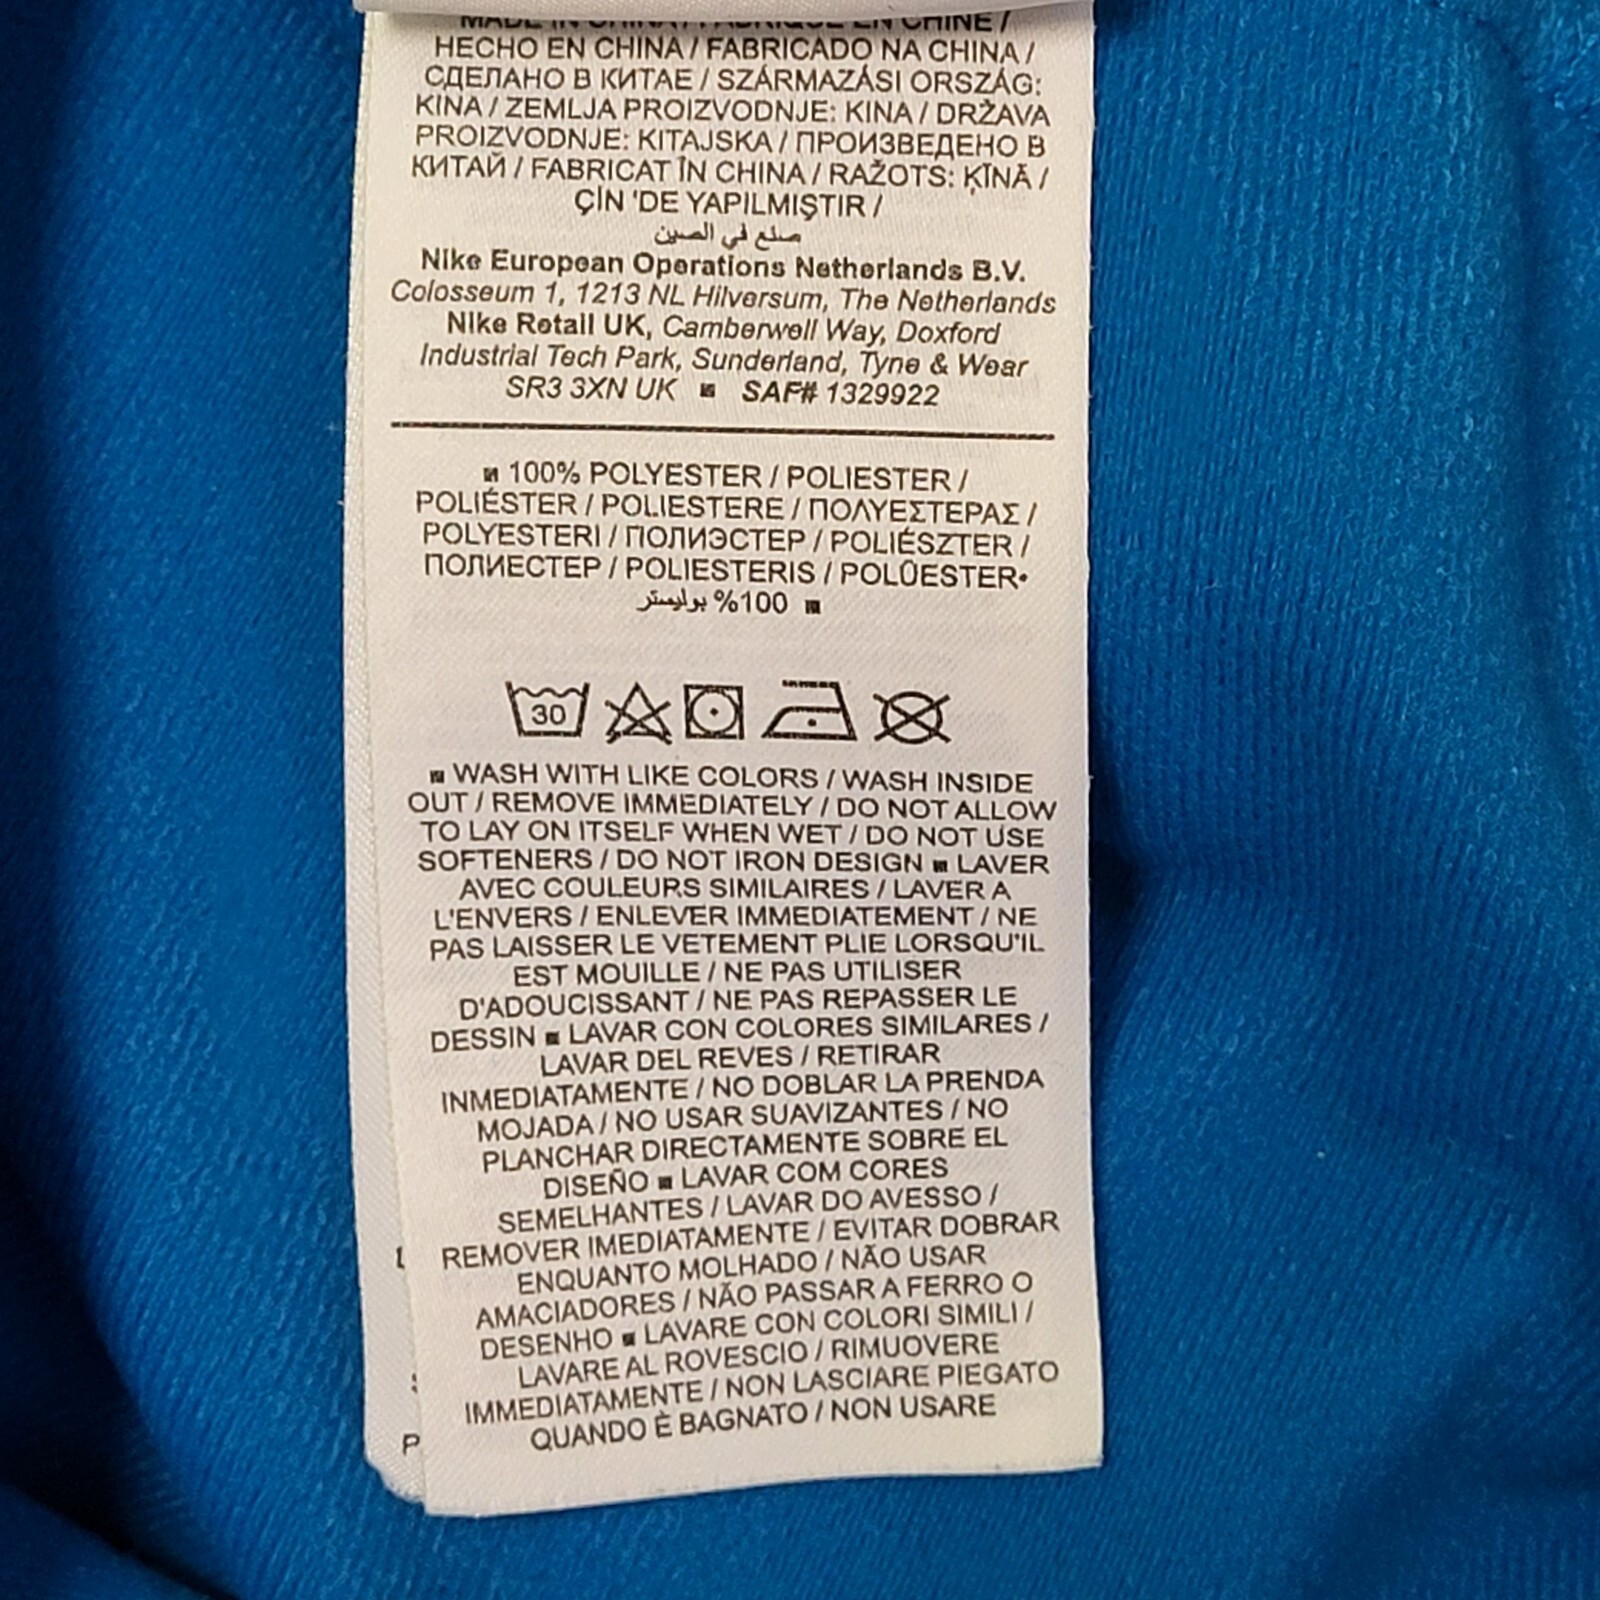 MADE IN CHINA / FABRIQUE EN CHINE /
HECHO EN CHINA / FABRICADO NA CHINA /
СДЕЛАНО В КИТАЕ / SZÁRMAZÁSI ORSZÁG:
KINA / ZEMLJA PROIZVODNJE: KINA / DRŽAVA
PROIZVODNJE: KITAJSKA / ПРОИЗВЕДЕНО В
КИТАЙ / FABRICAT ÎN CHINA / RAŽOTS: ĶĪNĀ /
ÇİN 'DE YAPILMIŞTIR /
صنع في الصين
Nike European Operations Netherlands B.V.
Colosseum 1, 1213 NL Hilversum, The Netherlands
Nike Retail UK, Camberwell Way, Doxford
Industrial Tech Park, Sunderland, Tyne & Wear
SR3 3XN UK SAF# 1329922
100% POLYESTER / POLIESTER /
POLIÉSTER / POLIESTERE / ΠΟΛΥΕΣΤΕΡΑΣ /
POLYESTERI / ПОЛИЭСТЕР / POLIÉSZTER /
ПОЛИЕСТЕР / POLIESTERIS / POLÜESTER•
100% بوليستر
30
WASH WITH LIKE COLORS / WASH INSIDE
OUT / REMOVE IMMEDIATELY / DO NOT ALLOW
TO LAY ON ITSELF WHEN WET / DO NOT USE
SOFTENERS / DO NOT IRON DESIGN ■ LAVER
AVEC COULEURS SIMILAIRES / LAVER A
L'ENVERS / ENLEVER IMMEDIATEMENT / NE
PAS LAISSER LE VETEMENT PLIE LORSQU'IL
EST MOUILLE / NE PAS UTILISER
D'ADOUCISSANT / NE PAS REPASSER LE
DESSIN ■ LAVAR CON COLORES SIMILARES /
LAVAR DEL REVES / RETIRAR
INMEDIATAMENTE / NO DOBLAR LA PRENDA
MOJADA / NO USAR SUAVIZANTES / NO
PLANCHAR DIRECTAMENTE SOBRE EL
DISEÑO ■ LAVAR COM CORES
SEMELHANTES / LAVAR DO AVESSO /
REMOVER IMEDIATAMENTE / EVITAR DOBRAR
ENQUANTO MOLHADO / NÃO USAR
AMACIADORES / NÃO PASSAR A FERRO O
DESENHO ■ LAVARE CON COLORI SIMILI /
LAVARE AL ROVESCIO / RIMUOVERE
IMMEDIATAMENTE / NON LASCIARE PIEGATO
QUANDO È BAGNATO / NON USARE
P